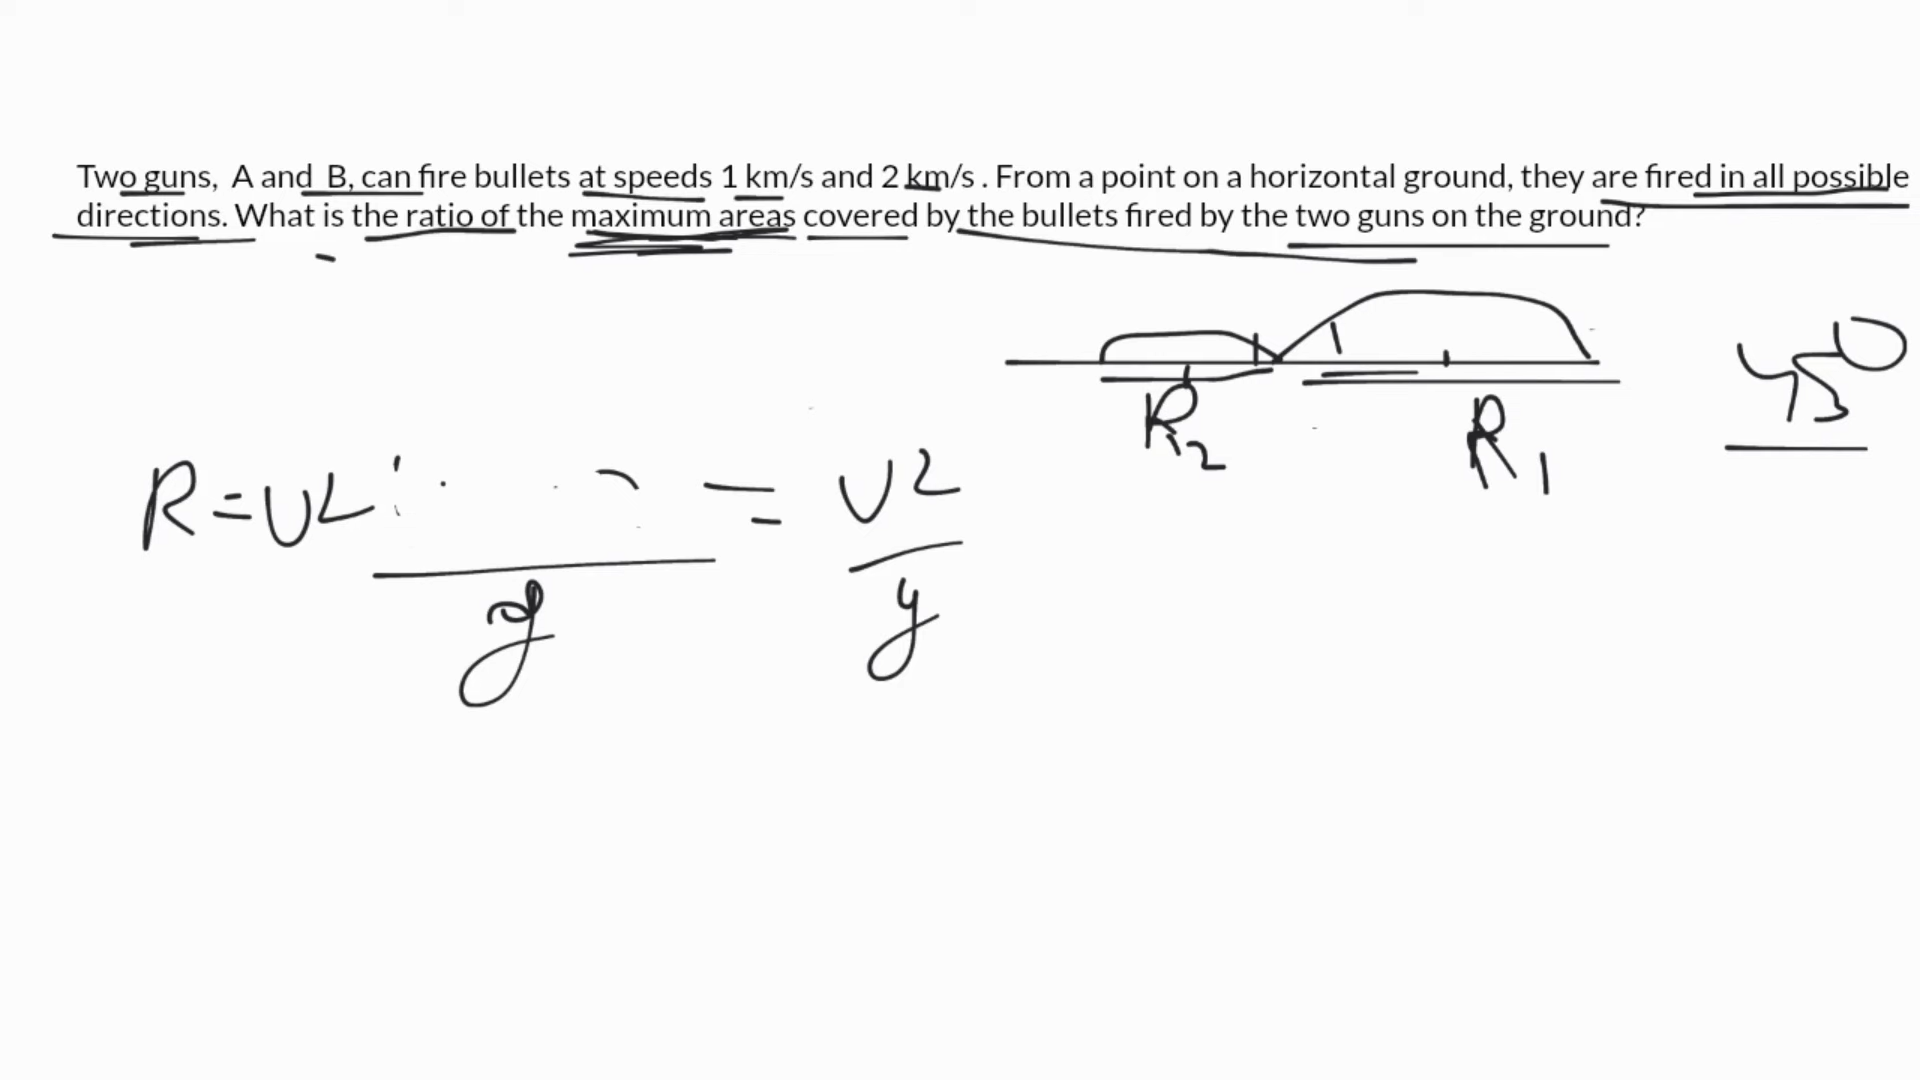 Two guns, A and B, can fire bullets at speeds 1 km/s and 2 km/s . From a point on a horizontal ground, they are fired in all possible
directions. What is the ratio of the maximum areas covered by the bullets fired by the two guns on the ground?
45°
R2
R1
R = U2
g
= U2
g